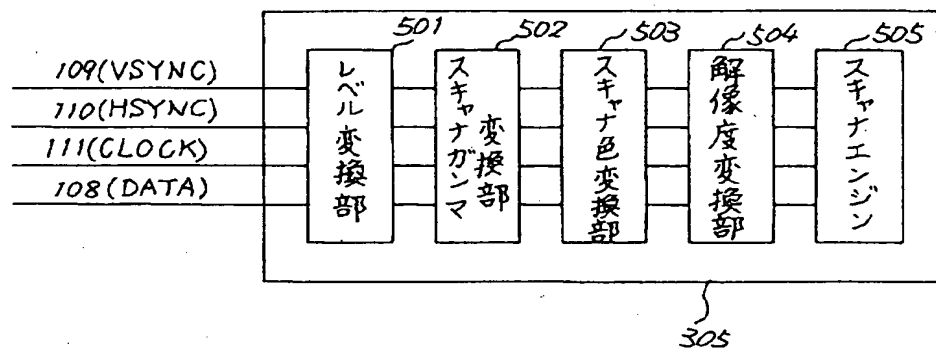 501
502
503
504
505
109(VSYNC)
110(HSYNC)
111(CLOCK)
108(DATA)
レベル変換部
スキャナガンマ
変換部
スキャナ色変換部
解像度変換部
スキャナエンジン
305